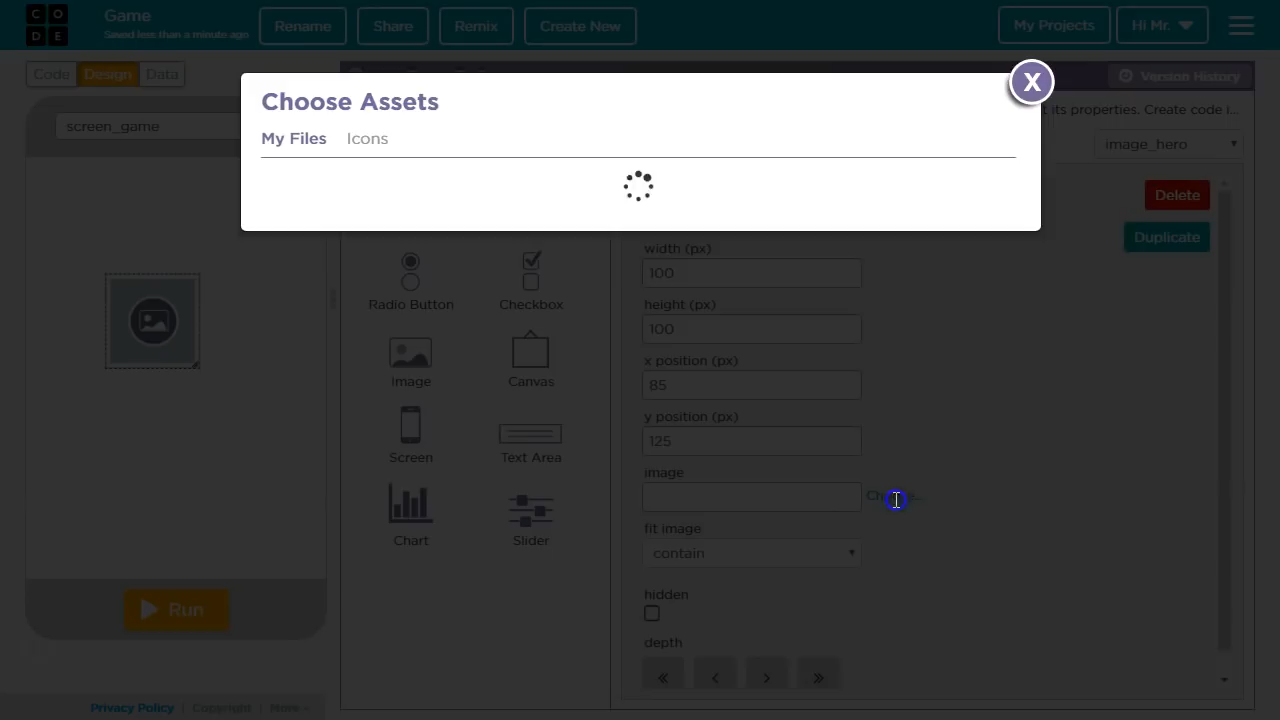 CODE
Game
Saved less than a minute ago
Rename
Share
Remix
Create New
My Projects
Hi Mr.
Code
Design
Data
Version History
Choose Assets
X
My Files
Icons
screen_game
t its properties. Create code i...
image_hero
Delete
Duplicate
width (px)
100
Radio Button
Checkbox
height (px)
100
Image
Canvas
x position (px)
85
y position (px)
125
Screen
Text Area
image
fit image
contain
Chart
Slider
hidden
Run
depth
Privacy Policy | Copyright | More